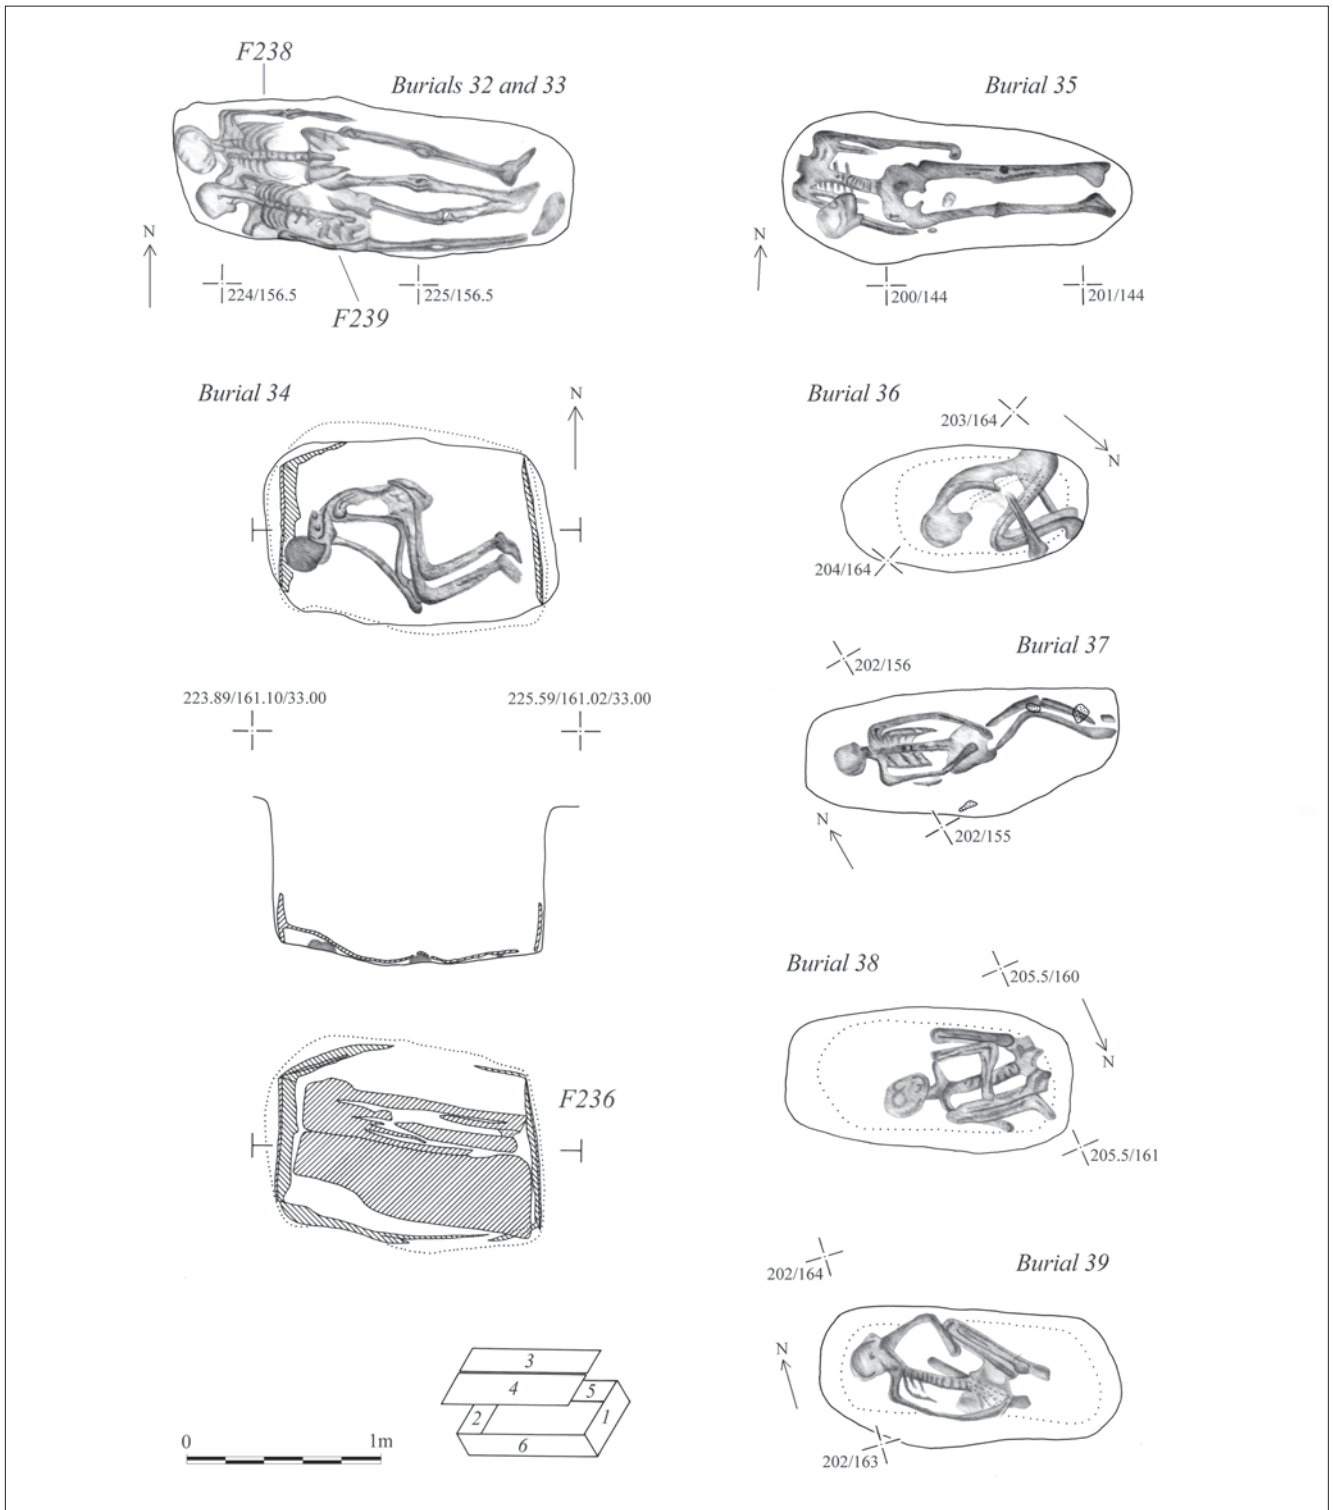 F238
Burials 32 and 33
N
224/156.5
225/156.5
F239
Burial 35
N
200/144
201/144
Burial 34
N
Burial 36
203/164
N
204/164
223.89/161.10/33.00
225.59/161.02/33.00
Burial 37
202/156
N
202/155
Burial 38
205.5/160
N
205.5/161
F236
Burial 39
202/164
N
202/163
3
4
5
2
1
6
0
1m